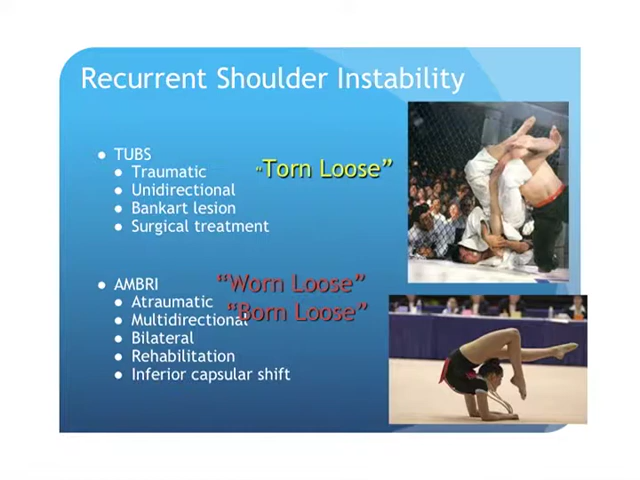 Recurrent Shoulder Instability
● TUBS
● Traumatic
"Torn Loose”
● Unidirectional
● Bankart lesion
● Surgical treatment
● AMBRI
“Worn Loose”
● Atraumatic
“Born Loose”
● Multidirectional
● Bilateral
● Rehabilitation
● Inferior capsular shift